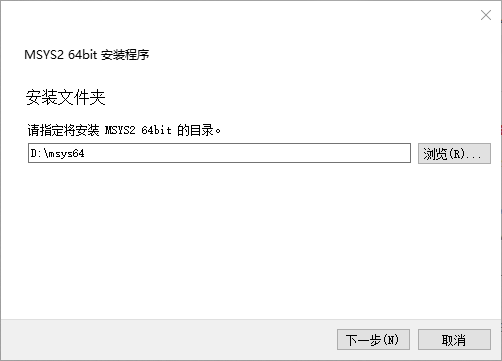 MSYS2 64bit 安装程序
安装文件夹
请指定将安装 MSYS2 64bit 的目录。
D:\msys64
浏览(R)...
下一步(N)
取消